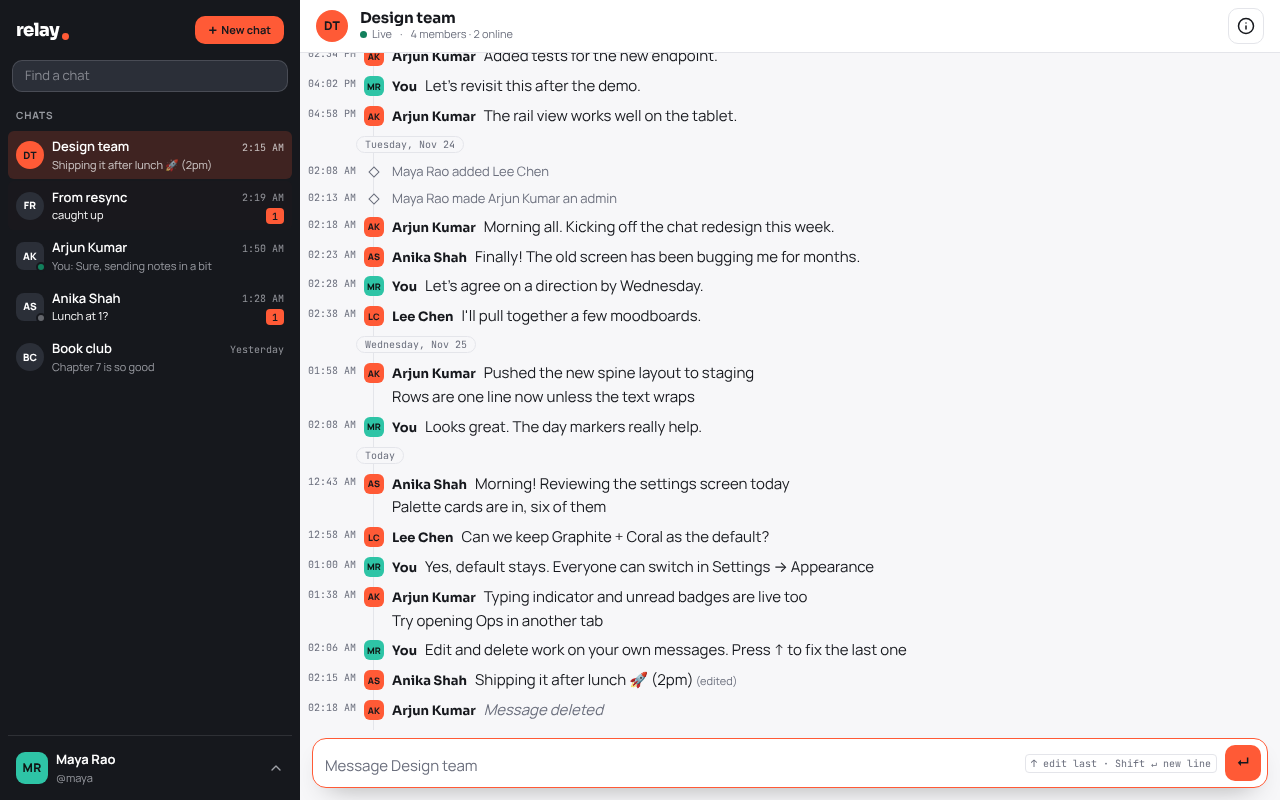 relay.
+ New chat
Find a chat
CHATS
DT
Design team
2:15 AM
Shipping it after lunch 🚀 (2pm)
FR
From resync
2:19 AM
caught up
1
AK
Arjun Kumar
1:50 AM
You: Sure, sending notes in a bit
AS
Anika Shah
1:28 AM
Lunch at 1?
1
BC
Book club
Yesterday
Chapter 7 is so good
MR
Maya Rao
@maya
DT
Design team
Live · 4 members · 2 online
02:34 PM AK Arjun Kumar Added tests for the new endpoint.
04:02 PM MR You Let's revisit this after the demo.
04:58 PM AK Arjun Kumar The rail view works well on the tablet.
Tuesday, Nov 24
02:08 AM ◇ Maya Rao added Lee Chen
02:13 AM ◇ Maya Rao made Arjun Kumar an admin
02:18 AM AK Arjun Kumar Morning all. Kicking off the chat redesign this week.
02:23 AM AS Anika Shah Finally! The old screen has been bugging me for months.
02:28 AM MR You Let's agree on a direction by Wednesday.
02:38 AM LC Lee Chen I'll pull together a few moodboards.
Wednesday, Nov 25
01:58 AM AK Arjun Kumar Pushed the new spine layout to staging
Rows are one line now unless the text wraps
02:08 AM MR You Looks great. The day markers really help.
Today
12:43 AM AS Anika Shah Morning! Reviewing the settings screen today
Palette cards are in, six of them
12:58 AM LC Lee Chen Can we keep Graphite + Coral as the default?
01:00 AM MR You Yes, default stays. Everyone can switch in Settings → Appearance
01:38 AM AK Arjun Kumar Typing indicator and unread badges are live too
Try opening Ops in another tab
02:06 AM MR You Edit and delete work on your own messages. Press ↑ to fix the last one
02:15 AM AS Anika Shah Shipping it after lunch 🚀 (2pm) (edited)
02:18 AM AK Arjun Kumar Message deleted
Message Design team
↑ edit last · Shift ↵ new line